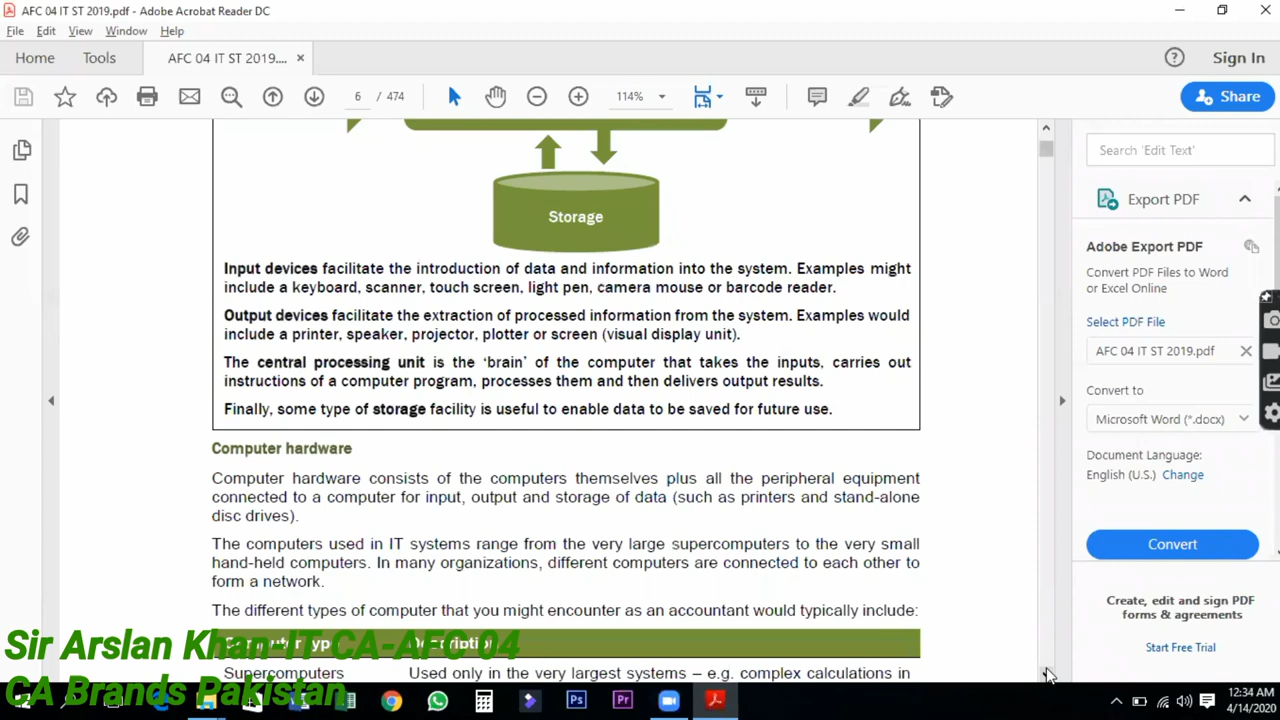 AFC 04 IT ST 2019.pdf - Adobe Acrobat Reader DC
File Edit View Window Help
Home Tools AFC 04 IT ST 2019.... × Sign In
6 / 474 114% Share
Storage
Input devices facilitate the introduction of data and information into the system. Examples might
include a keyboard, scanner, touch screen, light pen, camera mouse or barcode reader.
Output devices facilitate the extraction of processed information from the system. Examples would
include a printer, speaker, projector, plotter or screen (visual display unit).
The central processing unit is the ‘brain’ of the computer that takes the inputs, carries out
instructions of a computer program, processes them and then delivers output results.
Finally, some type of storage facility is useful to enable data to be saved for future use.
Computer hardware
Computer hardware consists of the computers themselves plus all the peripheral equipment
connected to a computer for input, output and storage of data (such as printers and stand-alone
disc drives).
The computers used in IT systems range from the very large supercomputers to the very small
hand-held computers. In many organizations, different computers are connected to each other to
form a network.
The different types of computer that you might encounter as an accountant would typically include:
Computer type Description
Supercomputers Used only in the very largest systems – e.g. complex calculations in
Search 'Edit Text'
Export PDF
Adobe Export PDF
Convert PDF Files to Word
or Excel Online
Select PDF File
AFC 04 IT ST 2019.pdf ×
Convert to
Microsoft Word (*.docx)
Document Language:
English (U.S.) Change
Convert
Create, edit and sign PDF
forms & agreements
Start Free Trial
Sir Arslan Khan-IT CA-AFC 04
CA Brands Pakistan
Ps Pr
12:34 AM
4/14/2020